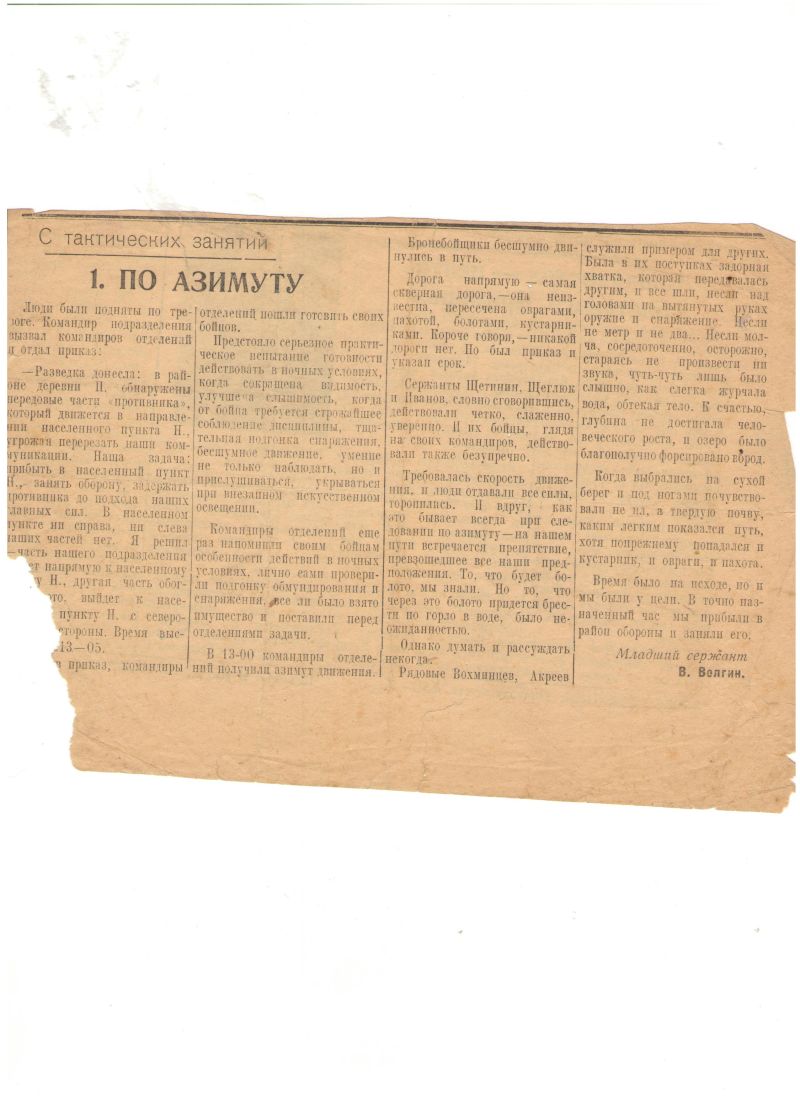 С тактических занятий
1. ПО АЗИМУТУ
Люди были подняты по тре-
воге. Командир подразделения
вызвал командиров отделений
и отдал приказ:
—Разведка донесла: в рай-
оне деревни П. обнаружены
передовые части «противника»,
который движется в направле-
нии населенного пункта Н.,
угрожая перерезать наши ком-
муникации. Наша задача:
прибыть в населенный пункт
Н., занять оборону, задержать
противника до подхода наших
главных сил. В населенном
пункте ни справа, ни слева
наших частей нет. Я решил
часть нашего подразделения
напрямую к населенному
Н., другая часть обог-
выйдет к насе-
пункту Н. с северо-
стороны. Время выс-
13—05.
приказ, командиры
отделений пошли готовить своих
бойцов.
Предстояло серьезное практи-
ческое испытание готовности
действовать в ночных условиях,
когда сокращена видимость,
улучшена слышимость, когда
от бойца требуется строжайшее
соблюдение дисциплины, тща-
тельная подгонка снаряжения,
бесшумное движение, умение
не только наблюдать, но и
прислушиваться, укрываться
при внезапном искусственном
освещении.
Командиры отделений еще
раз напомнили своим бойцам
особенности действий в ночных
условиях, лично сами провери-
ли подгонку обмундирования и
снаряжения, все ли было взято
имущество и поставили перед
отделениями задачи.
В 13-00 командиры отделе-
ний получили азимут движения.
Бронебойщики бесшумно дви-
нулись в путь.
Дорога напрямую — самая
скверная дорога,—она неиз-
вестна, пересечена оврагами,
пахотой, болотами, кустарни-
ками. Короче говоря,—никакой
дороги нет. Но был приказ и
указан срок.
Сержанты Щетинин, Щеглюк
и Иванов, словно сговорившись,
действовали четко, слаженно,
уверенно. И их бойцы, глядя
на своих командиров, действо-
вали также безупречно.
Требовалась скорость движе-
ния, и люди отдавали все силы,
торопились. И вдруг, как
это бывает всегда при сле-
довании по азимуту—на нашем
пути встречается препятствие,
превзошедшее все наши пред-
положения. То, что будет бо-
лото, мы знали. Но то, что
через это болото придется брес-
ти по горло в воде, было не-
ожиданностью.
Однако думать и рассуждать
некогда.
Рядовые Вохминцев, Акреев
служили примером для других.
Была в их поступках задорная
хватка, которая передавалась
другим, и все шли, несли над
головами на вытянутых руках
оружие и снаряжение. Несли
не метр и не два... Несли мол-
ча, сосредоточенно, осторожно,
стараясь не произвести ни
звука, чуть-чуть лишь было
слышно, как слегка журчала
вода, обтекая тело. К счастью,
глубина не достигала чело-
веческого роста, и озеро было
благополучно форсировано вброд.
Когда выбрались на сухой
берег и под ногами почувство-
вали не ил, а твердую почву,
каким легким показался путь,
хотя попрежнему попадался и
кустарник, и овраги, и пахота.
Время было на исходе, но и
мы были у цели. В точно наз-
наченный час мы прибыли в
район обороны и заняли его.
Младший сержант
В. Волгин.